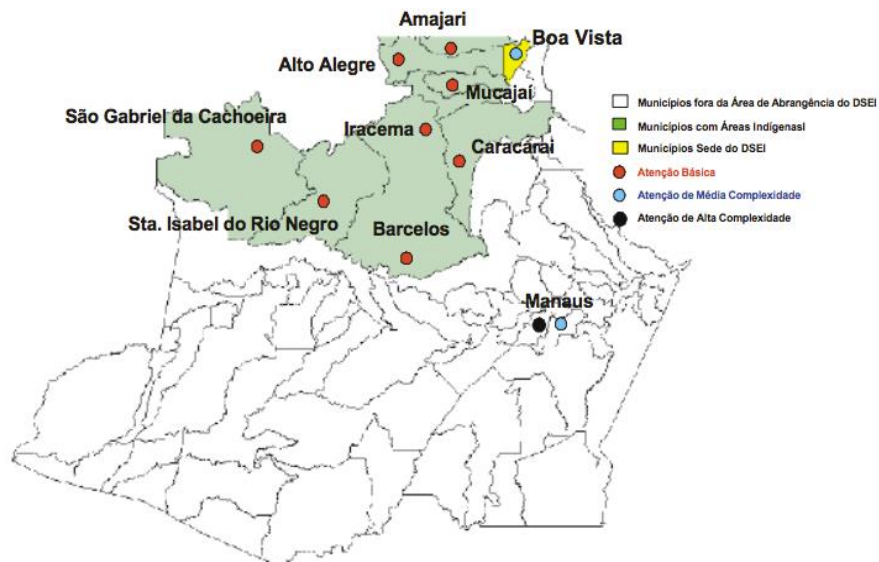 Amajari
Boa Vista
Alto Alegre
Mucajaí
São Gabriel da Cachoeira
Iracema
Caracaraí
Sta. Isabel do Rio Negro
Barcelos
Manaus
Municípios fora da Área de Abrangência do DSEI
Municípios com Áreas Indígenasl
Municípios Sede do DSEI
Atenção Básica
Atenção de Média Complexidade
Atenção de Alta Complexidade